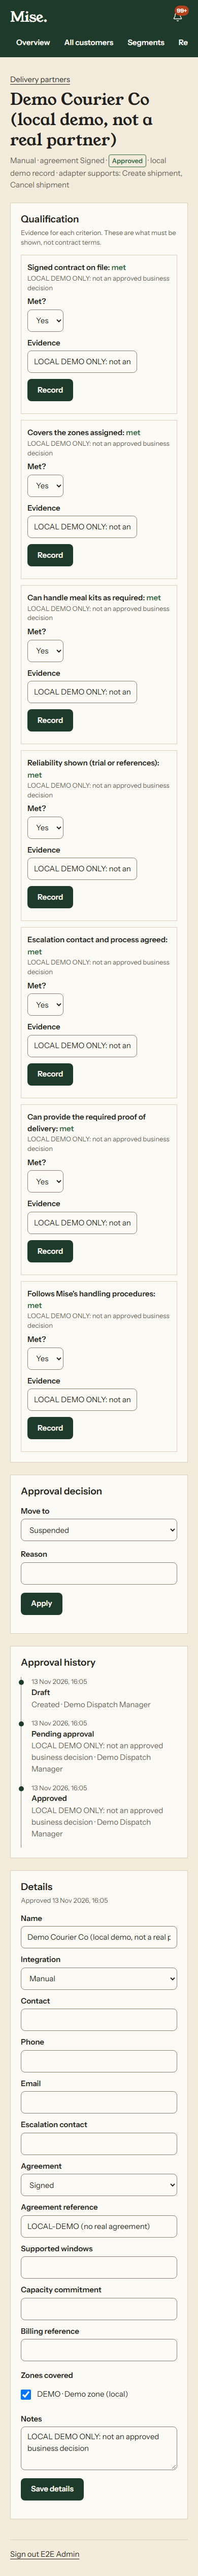 Mise.
99+
Overview All customers Segments Re
Delivery partners
Demo Courier Co
(local demo, not a
real partner)
Manual · agreement Signed · Approved · local
demo record · adapter supports: Create shipment,
Cancel shipment
Qualification
Evidence for each criterion. These are what must be
shown, not contract terms.
Signed contract on file: met
LOCAL DEMO ONLY: not an approved business
decision
Met?
Yes
Evidence
LOCAL DEMO ONLY: not an
Record
Covers the zones assigned: met
LOCAL DEMO ONLY: not an approved business
decision
Met?
Yes
Evidence
LOCAL DEMO ONLY: not an
Record
Can handle meal kits as required: met
LOCAL DEMO ONLY: not an approved business
decision
Met?
Yes
Evidence
LOCAL DEMO ONLY: not an
Record
Reliability shown (trial or references):
met
LOCAL DEMO ONLY: not an approved business
decision
Met?
Yes
Evidence
LOCAL DEMO ONLY: not an
Record
Escalation contact and process agreed:
met
LOCAL DEMO ONLY: not an approved business
decision
Met?
Yes
Evidence
LOCAL DEMO ONLY: not an
Record
Can provide the required proof of
delivery: met
LOCAL DEMO ONLY: not an approved business
decision
Met?
Yes
Evidence
LOCAL DEMO ONLY: not an
Record
Follows Mise's handling procedures:
met
LOCAL DEMO ONLY: not an approved business
decision
Met?
Yes
Evidence
LOCAL DEMO ONLY: not an
Record
Approval decision
Move to
Suspended
Reason
Apply
Approval history
13 Nov 2026, 16:05
Draft
Created · Demo Dispatch Manager
13 Nov 2026, 16:05
Pending approval
LOCAL DEMO ONLY: not an approved
business decision · Demo Dispatch
Manager
13 Nov 2026, 16:05
Approved
LOCAL DEMO ONLY: not an approved
business decision · Demo Dispatch
Manager
Details
Approved 13 Nov 2026, 16:05
Name
Demo Courier Co (local demo, not a real p
Integration
Manual
Contact
Phone
Email
Escalation contact
Agreement
Signed
Agreement reference
LOCAL-DEMO (no real agreement)
Supported windows
Capacity commitment
Billing reference
Zones covered
DEMO · Demo zone (local)
Notes
LOCAL DEMO ONLY: not an approved
business decision
Save details
Sign out E2E Admin